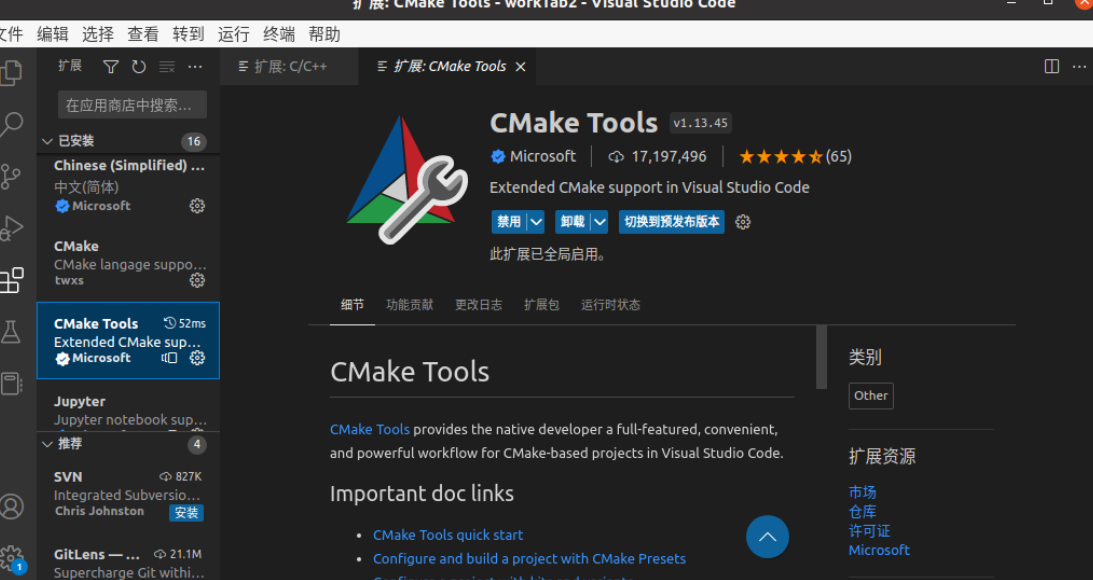 扩展: CMake Tools - workTab2 - Visual Studio Code
文件 编辑 选择 查看 转到 运行 终端 帮助
扩展
扩展: C/C++
扩展: CMake Tools
在应用商店中搜索...
已安装 16
Chinese (Simplified) ...
中文(简体)
Microsoft
CMake
CMake langage suppo...
twxs
CMake Tools 52ms
Extended CMake sup...
Microsoft
Jupyter
Jupyter notebook sup...
推荐 4
SVN 827K
Integrated Subversio...
Chris Johnston 安装
GitLens — ... 21.1M
Supercharge Git withi...
1
CMake Tools v1.13.45
Microsoft 17,197,496 (65)
Extended CMake support in Visual Studio Code
禁用 卸载 切换到预发布版本
此扩展已全局启用。
细节 功能贡献 更改日志 扩展包 运行时状态
CMake Tools
CMake Tools provides the native developer a full-featured, convenient,
and powerful workflow for CMake-based projects in Visual Studio Code.
Important doc links
CMake Tools quick start
Configure and build a project with CMake Presets
类别
Other
扩展资源
市场
仓库
许可证
Microsoft